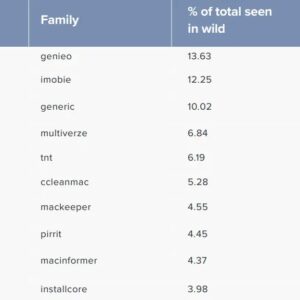 Family
% of total seen
in wild
genieo 13.63
imobie 12.25
generic 10.02
multiverze 6.84
tnt 6.19
ccleanmac 5.28
mackeeper 4.55
pirrit 4.45
macinformer 4.37
installcore 3.98